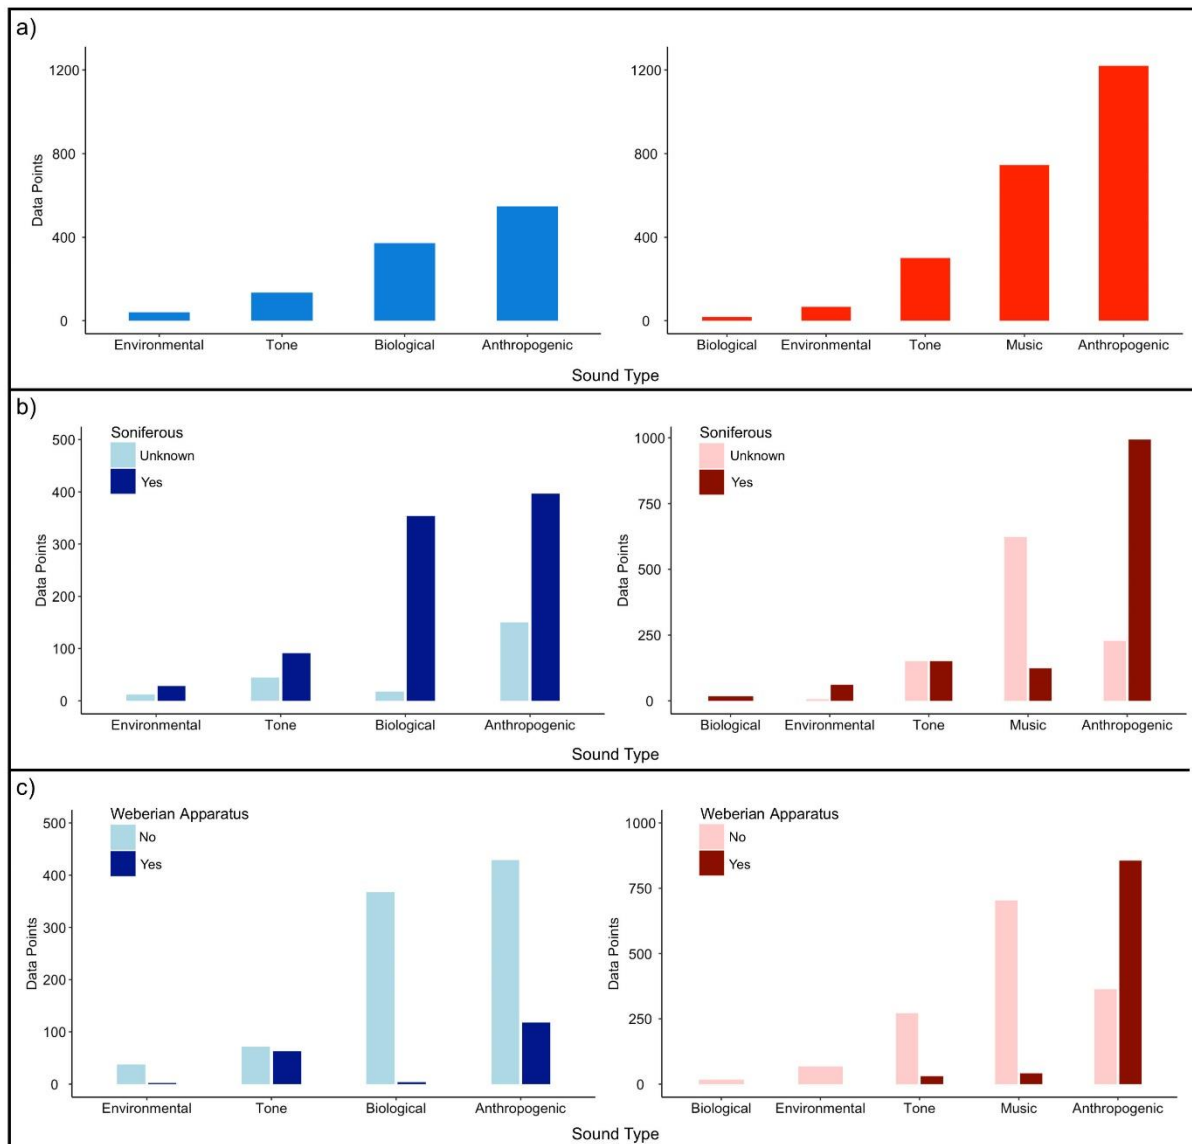 a)
Data Points
1200
800
400
0
Environmental Tone Biological Anthropogenic
1200
800
400
0
Biological Environmental Tone Music Anthropogenic
Sound Type
b)
Data Points
500
400
300
200
100
0
Soniferous
Unknown
Yes
Environmental Tone Biological Anthropogenic
Data Points
1000
750
500
250
0
Soniferous
Unknown
Yes
Biological Environmental Tone Music Anthropogenic
Sound Type
c)
Data Points
500
400
300
200
100
0
Weberian Apparatus
No
Yes
Environmental Tone Biological Anthropogenic
Data Points
1000
750
500
250
0
Weberian Apparatus
No
Yes
Biological Environmental Tone Music Anthropogenic
Sound Type